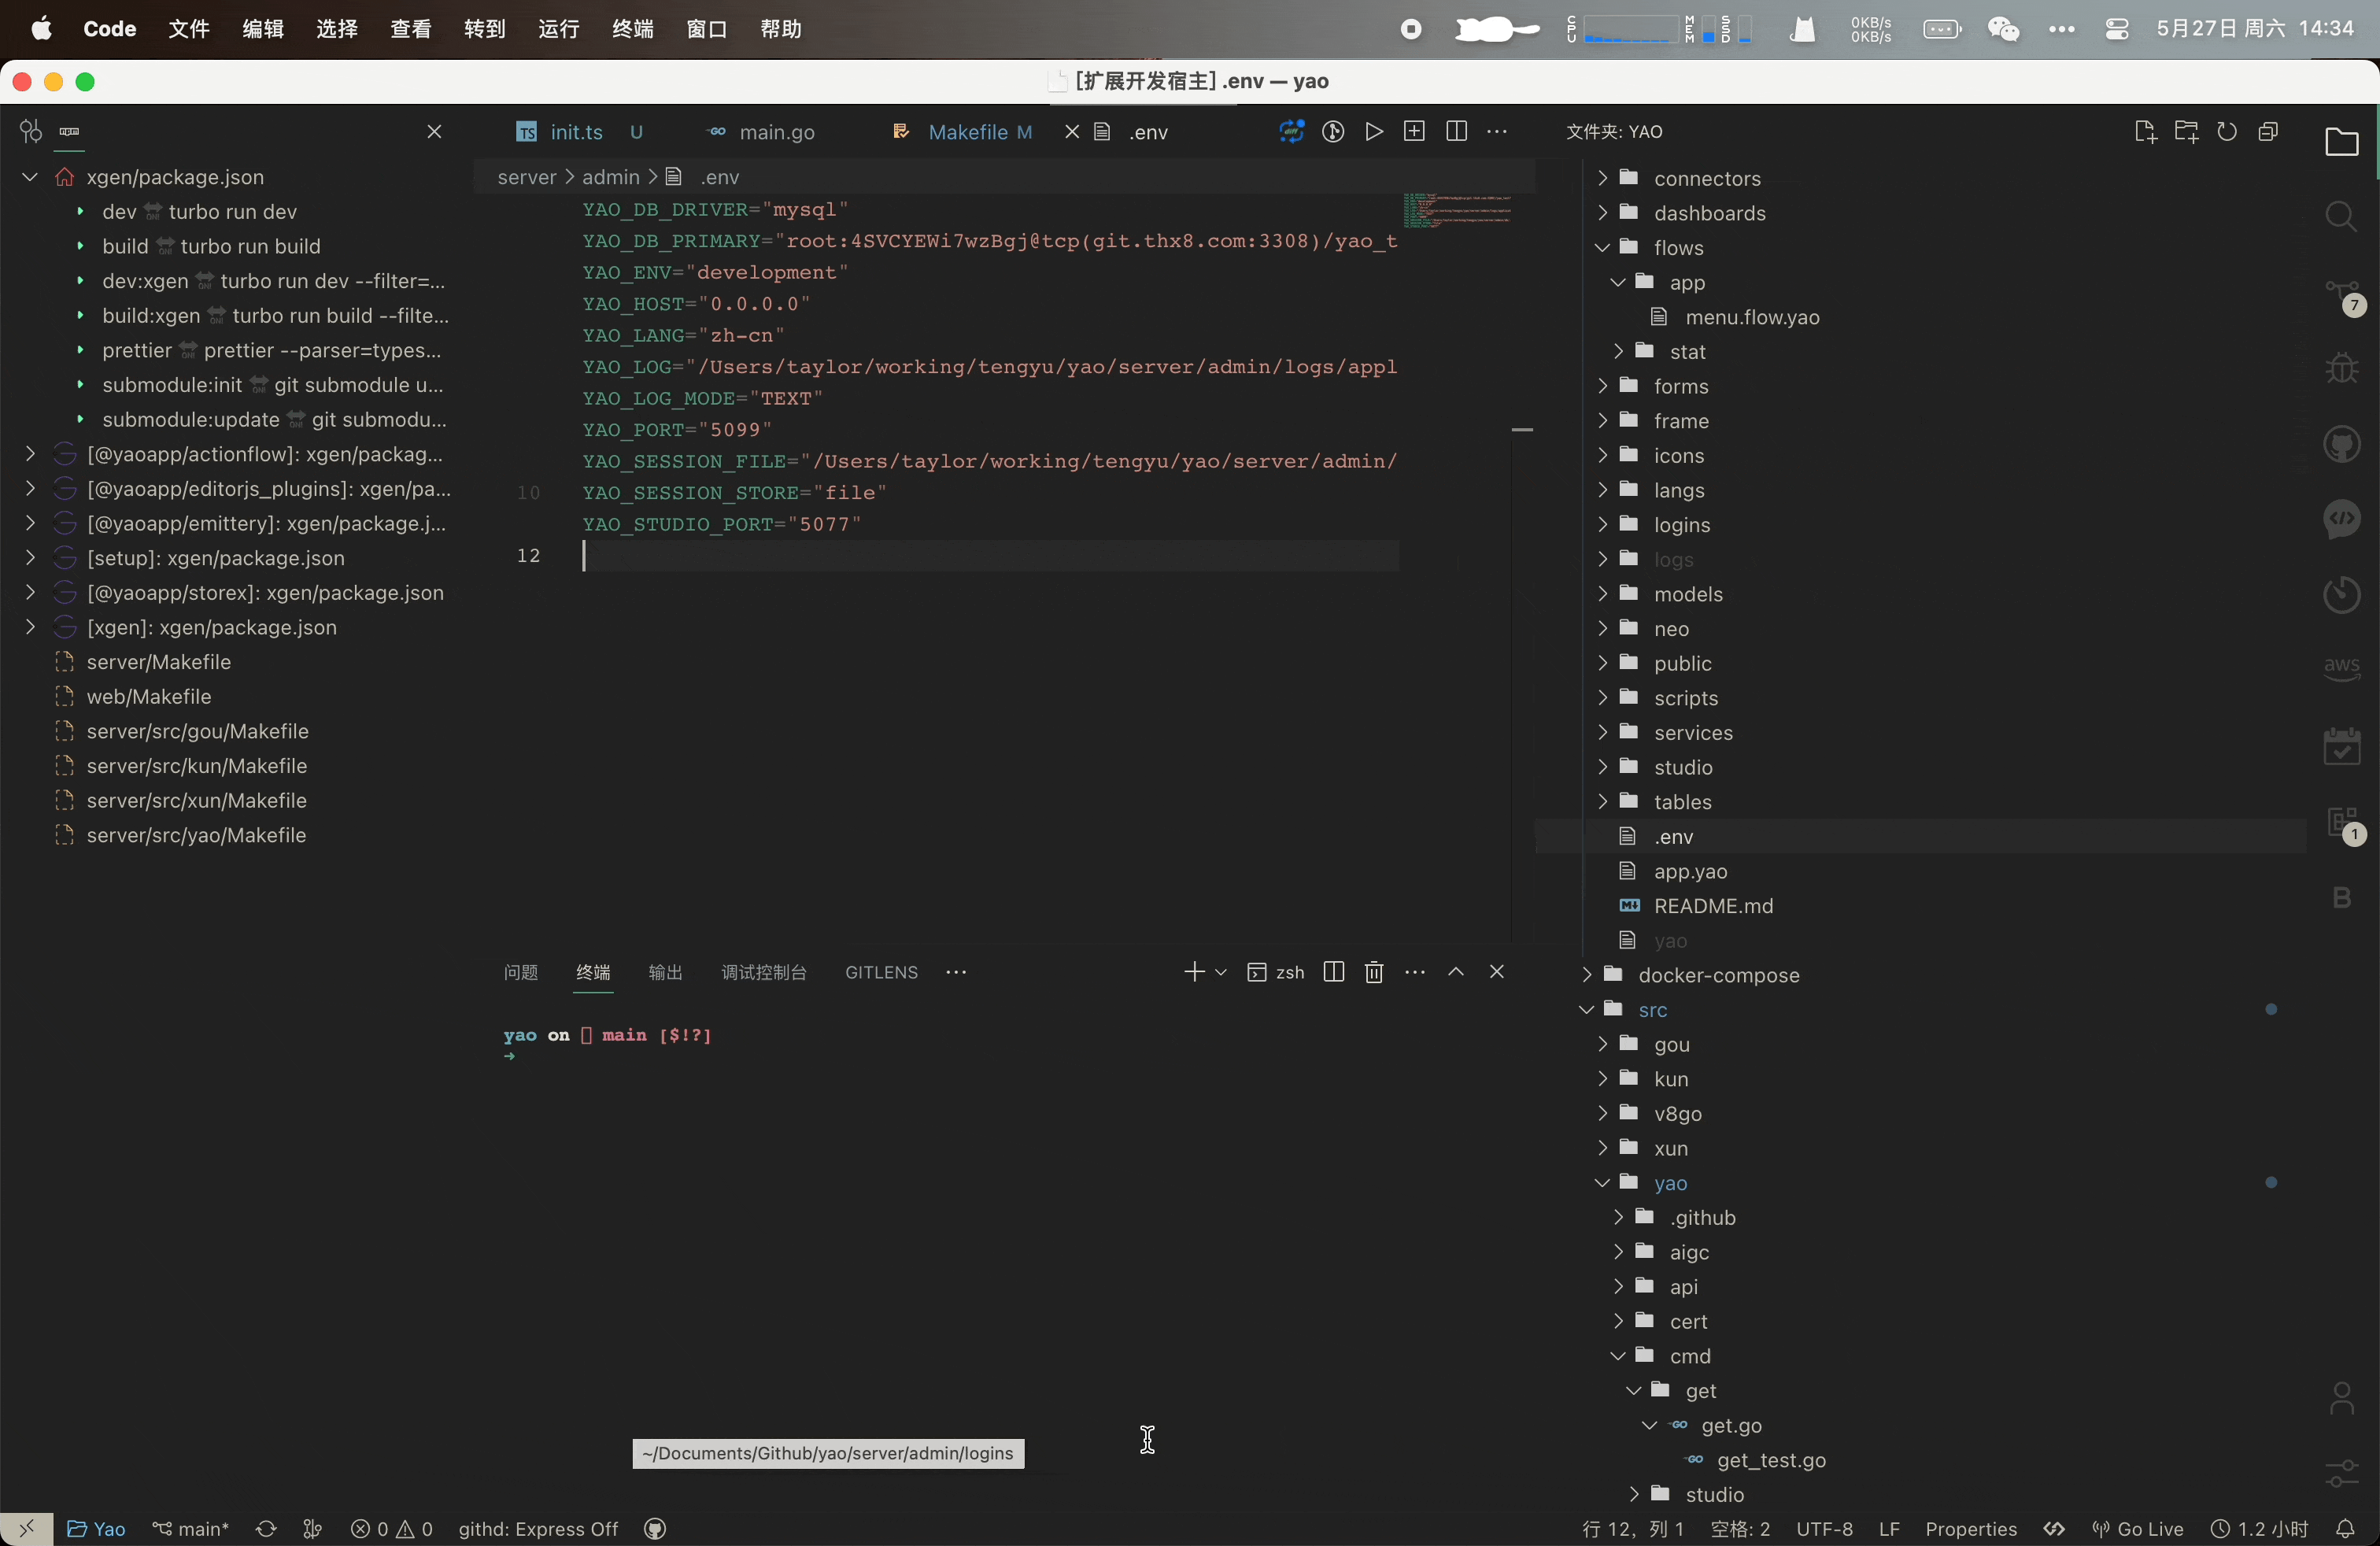 Code 文件 编辑 选择 查看 转到 运行 终端 窗口 帮助
CPU MEM SSD 0KB/s 0KB/s 5月27日 周六 14:34
[扩展开发宿主] .env — yao
init.ts U main.go Makefile M .env
文件夹: YAO
server > admin > .env
xgen/package.json
dev turbo run dev
build turbo run build
dev:xgen turbo run dev --filter=...
build:xgen turbo run build --filte...
prettier prettier --parser=types...
submodule:init git submodule u...
submodule:update git submodu...
[@yaoapp/actionflow]: xgen/packag...
[@yaoapp/editorjs_plugins]: xgen/pa...
[@yaoapp/emittery]: xgen/package.j...
[setup]: xgen/package.json
[@yaoapp/storex]: xgen/package.json
[xgen]: xgen/package.json
server/Makefile
web/Makefile
server/src/gou/Makefile
server/src/kun/Makefile
server/src/xun/Makefile
server/src/yao/Makefile
YAO_DB_DRIVER="mysql"
YAO_DB_PRIMARY="root:4SVCYEWi7wzBgj@tcp(git.thx8.com:3308)/yao_t
YAO_ENV="development"
YAO_HOST="0.0.0.0"
YAO_LANG="zh-cn"
YAO_LOG="/Users/taylor/working/tengyu/yao/server/admin/logs/appl
YAO_LOG_MODE="TEXT"
YAO_PORT="5099"
YAO_SESSION_FILE="/Users/taylor/working/tengyu/yao/server/admin/
10 YAO_SESSION_STORE="file"
YAO_STUDIO_PORT="5077"
12
问题 终端 输出 调试控制台 GITLENS zsh
yao on main [$!?]
➜
~/Documents/Github/yao/server/admin/logins
connectors
dashboards
flows
app
menu.flow.yao
stat
forms
frame
icons
langs
logins
logs
models
neo
public
scripts
services
studio
tables
.env
app.yao
README.md
yao
docker-compose
src
gou
kun
v8go
xun
yao
.github
aigc
api
cert
cmd
get
get.go
get_test.go
studio
7
aws
1
B
Yao main* 0 0 githd: Express Off
行 12，列 1 空格: 2 UTF-8 LF Properties Go Live 1.2 小时